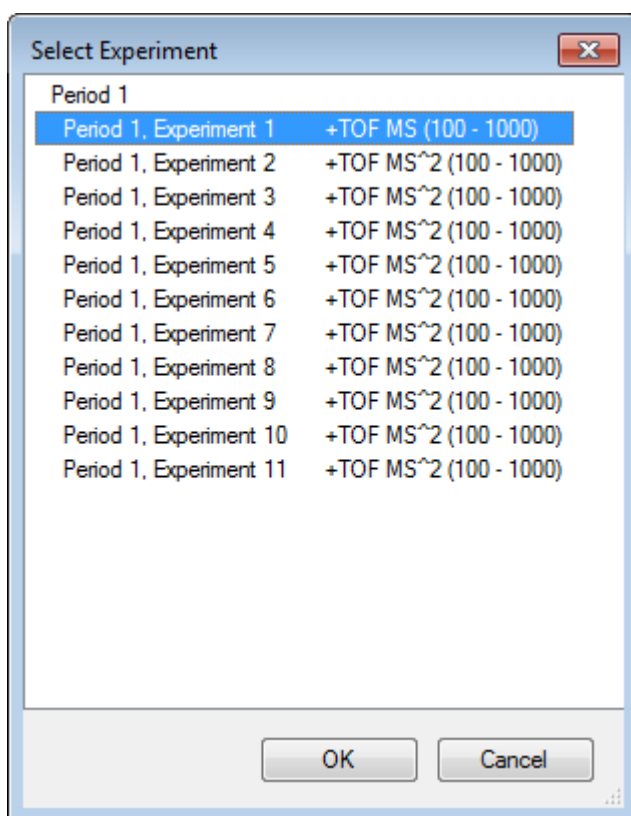 Select Experiment
Period 1
Period 1, Experiment 1 +TOF MS (100 - 1000)
Period 1, Experiment 2 +TOF MS^2 (100 - 1000)
Period 1, Experiment 3 +TOF MS^2 (100 - 1000)
Period 1, Experiment 4 +TOF MS^2 (100 - 1000)
Period 1, Experiment 5 +TOF MS^2 (100 - 1000)
Period 1, Experiment 6 +TOF MS^2 (100 - 1000)
Period 1, Experiment 7 +TOF MS^2 (100 - 1000)
Period 1, Experiment 8 +TOF MS^2 (100 - 1000)
Period 1, Experiment 9 +TOF MS^2 (100 - 1000)
Period 1, Experiment 10 +TOF MS^2 (100 - 1000)
Period 1, Experiment 11 +TOF MS^2 (100 - 1000)
OK Cancel